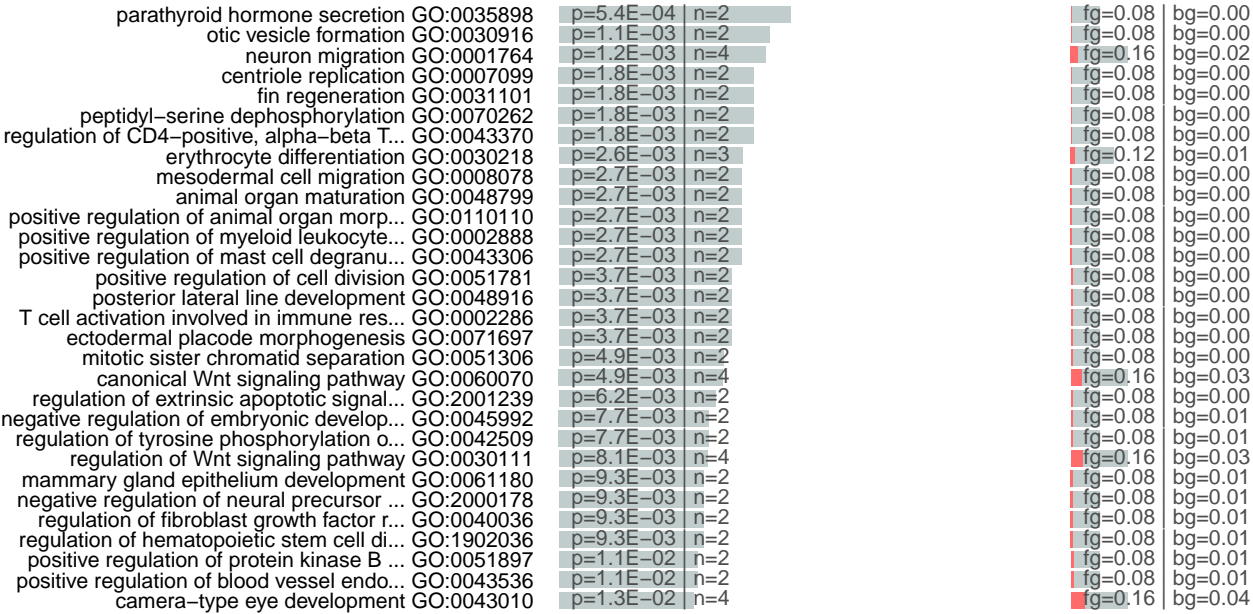 parathyroid hormone secretion GO:0035898 p=5.4E−04 n=2 fg=0.08 bg=0.00
otic vesicle formation GO:0030916 p=1.1E−03 n=2 fg=0.08 bg=0.00
neuron migration GO:0001764 p=1.2E−03 n=4 fg=0.16 bg=0.02
centriole replication GO:0007099 p=1.8E−03 n=2 fg=0.08 bg=0.00
fin regeneration GO:0031101 p=1.8E−03 n=2 fg=0.08 bg=0.00
peptidyl−serine dephosphorylation GO:0070262 p=1.8E−03 n=2 fg=0.08 bg=0.00
regulation of CD4−positive, alpha−beta T... GO:0043370 p=1.8E−03 n=2 fg=0.08 bg=0.00
erythrocyte differentiation GO:0030218 p=2.6E−03 n=3 fg=0.12 bg=0.01
mesodermal cell migration GO:0008078 p=2.7E−03 n=2 fg=0.08 bg=0.00
animal organ maturation GO:0048799 p=2.7E−03 n=2 fg=0.08 bg=0.00
positive regulation of animal organ morp... GO:0110110 p=2.7E−03 n=2 fg=0.08 bg=0.00
positive regulation of myeloid leukocyte... GO:0002888 p=2.7E−03 n=2 fg=0.08 bg=0.00
positive regulation of mast cell degranu... GO:0043306 p=2.7E−03 n=2 fg=0.08 bg=0.00
positive regulation of cell division GO:0051781 p=3.7E−03 n=2 fg=0.08 bg=0.00
posterior lateral line development GO:0048916 p=3.7E−03 n=2 fg=0.08 bg=0.00
T cell activation involved in immune res... GO:0002286 p=3.7E−03 n=2 fg=0.08 bg=0.00
ectodermal placode morphogenesis GO:0071697 p=3.7E−03 n=2 fg=0.08 bg=0.00
mitotic sister chromatid separation GO:0051306 p=4.9E−03 n=2 fg=0.08 bg=0.00
canonical Wnt signaling pathway GO:0060070 p=4.9E−03 n=4 fg=0.16 bg=0.03
regulation of extrinsic apoptotic signal... GO:2001239 p=6.2E−03 n=2 fg=0.08 bg=0.00
negative regulation of embryonic develop... GO:0045992 p=7.7E−03 n=2 fg=0.08 bg=0.01
regulation of tyrosine phosphorylation o... GO:0042509 p=7.7E−03 n=2 fg=0.08 bg=0.01
regulation of Wnt signaling pathway GO:0030111 p=8.1E−03 n=4 fg=0.16 bg=0.03
mammary gland epithelium development GO:0061180 p=9.3E−03 n=2 fg=0.08 bg=0.01
negative regulation of neural precursor ... GO:2000178 p=9.3E−03 n=2 fg=0.08 bg=0.01
regulation of fibroblast growth factor r... GO:0040036 p=9.3E−03 n=2 fg=0.08 bg=0.01
regulation of hematopoietic stem cell di... GO:1902036 p=9.3E−03 n=2 fg=0.08 bg=0.01
positive regulation of protein kinase B ... GO:0051897 p=1.1E−02 n=2 fg=0.08 bg=0.01
positive regulation of blood vessel endo... GO:0043536 p=1.1E−02 n=2 fg=0.08 bg=0.01
camera−type eye development GO:0043010 p=1.3E−02 n=4 fg=0.16 bg=0.04